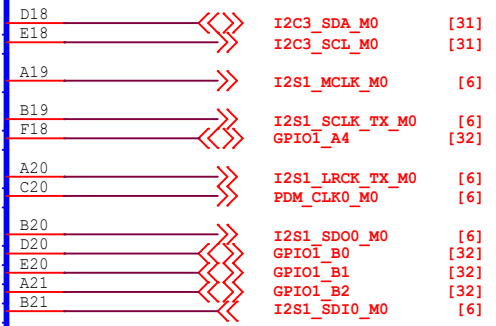 D18 I2C3_SDA_M0 [31]
E18 I2C3_SCL_M0 [31]
A19 I2S1_MCLK_M0 [6]
B19 I2S1_SCLK_TX_M0 [6]
F18 GPIO1_A4 [32]
A20 I2S1_LRCK_TX_M0 [6]
C20 PDM_CLK0_M0 [6]
B20 I2S1_SDO0_M0 [6]
D20 GPIO1_B0 [32]
E20 GPIO1_B1 [32]
A21 GPIO1_B2 [32]
B21 I2S1_SDI0_M0 [6]